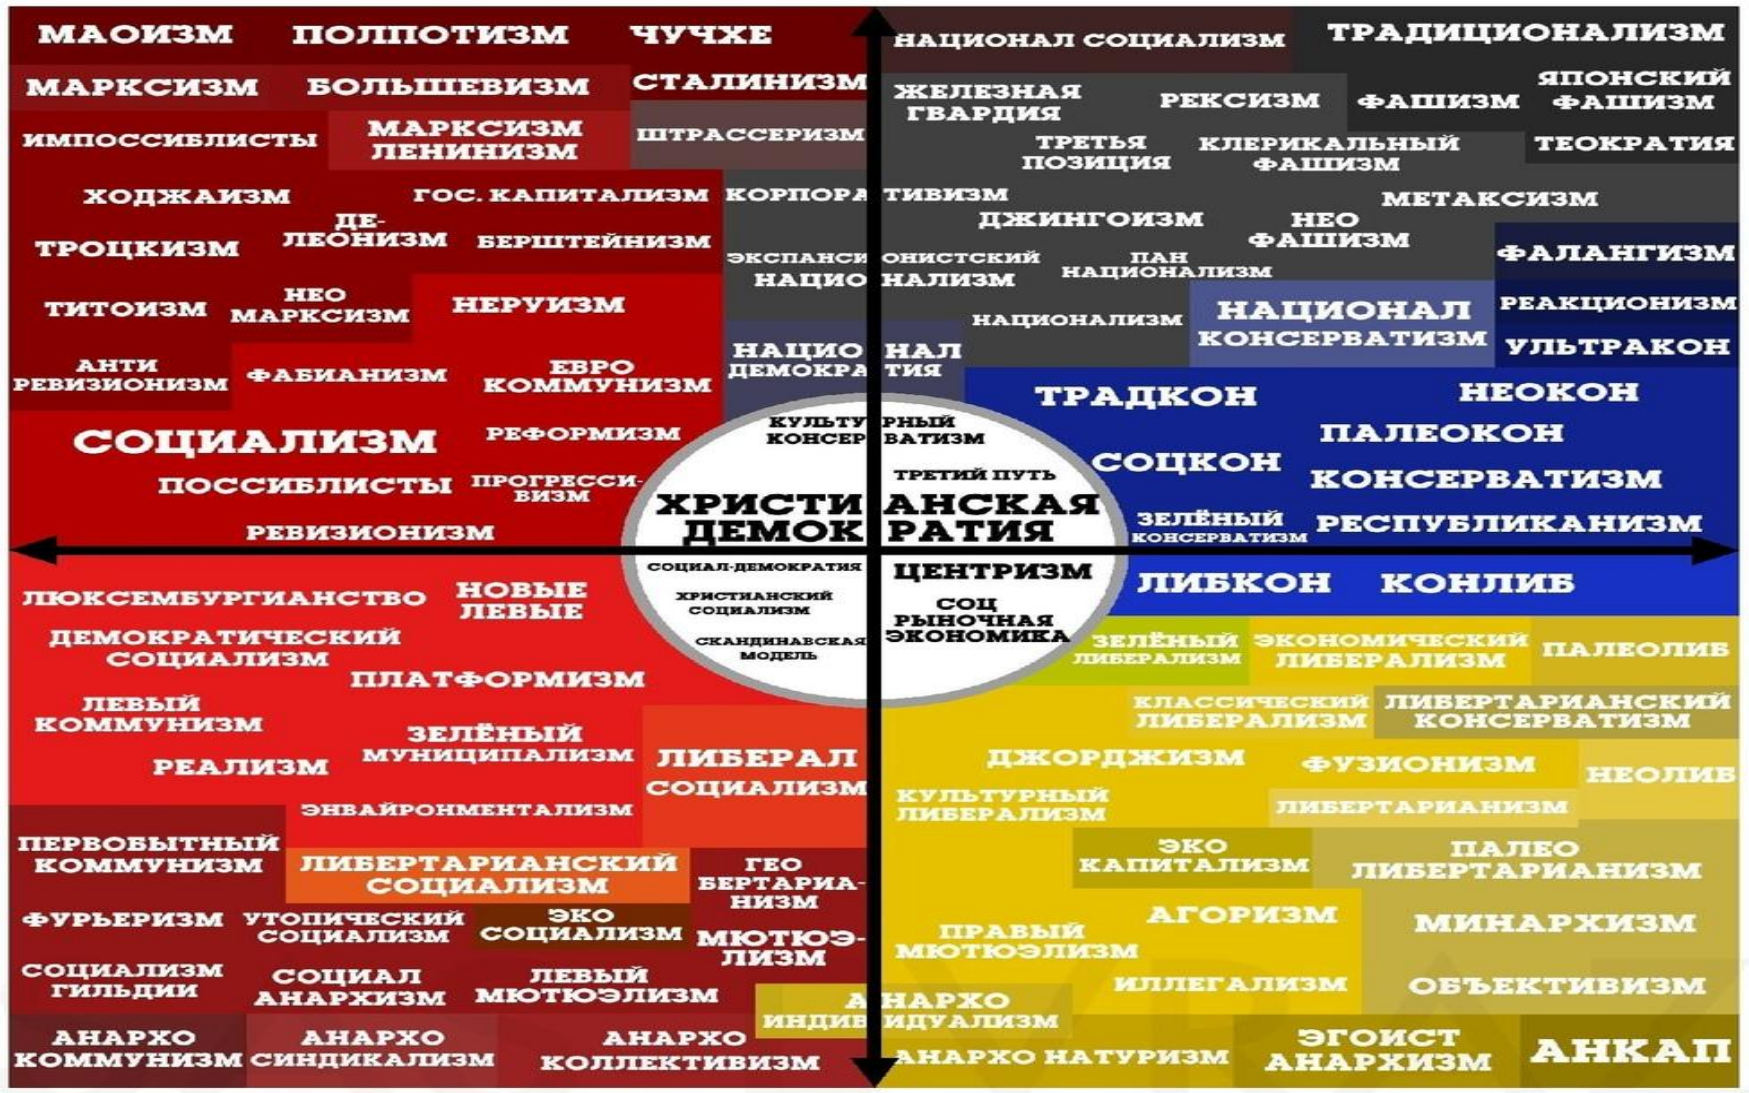 МАОИЗМ ПОЛПОТИЗМ ЧУЧХЕ
НАЦИОНАЛ СОЦИАЛИЗМ
ТРАДИЦИОНАЛИЗМ
МАРКСИЗМ БОЛЬШЕВИЗМ СТАЛИНИЗМ
ЖЕЛЕЗНАЯ
ГВАРДИЯ
РЕКСИЗМ
ФАШИЗМ
ЯПОНСКИЙ
ФАШИЗМ
ИМПОССИБЛИСТЫ
МАРКСИЗМ
ЛЕНИНИЗМ
ШТРАССЕРИЗМ
ТРЕТЬЯ
ПОЗИЦИЯ
КЛЕРИКАЛЬНЫЙ
ФАШИЗМ
ТЕОКРАТИЯ
ХОДЖАИЗМ
ГОС. КАПИТАЛИЗМ
КОРПОРАТИВИЗМ
МЕТАКСИЗМ
ДЕ-
ЛЕОНИЗМ
ДЖИНГОИЗМ
НЕО
ФАШИЗМ
ТРОЦКИЗМ
БЕРШТЕЙНИЗМ
ЭКСПАНСИОНИСТСКИЙ
НАЦИОНАЛИЗМ
ПАН
НАЦИОНАЛИЗМ
ФАЛАНГИЗМ
ТИТОИЗМ
НЕО
МАРКСИЗМ
НЕРУИЗМ
НАЦИОНАЛИЗМ
НАЦИОНАЛ
КОНСЕРВАТИЗМ
РЕАКЦИОНИЗМ
УЛЬТРАКОН
АНТИ
РЕВИЗИОНИЗМ
ФАБИАНИЗМ
ЕВРО
КОММУНИЗМ
НАЦИОНАЛ
ДЕМОКРАТИЯ
ТРАДКОН
НЕОКОН
СОЦИАЛИЗМ
РЕФОРМИЗМ
КУЛЬТУРНЫЙ
КОНСЕРВАТИЗМ
ПАЛЕОКОН
ПОССИБЛИСТЫ
ПРОГРЕССИ-
ВИЗМ
ТРЕТИЙ ПУТЬ
СОЦКОН
КОНСЕРВАТИЗМ
РЕВИЗИОНИЗМ
ХРИСТИАНСКАЯ
ДЕМОКРАТИЯ
ЗЕЛЁНЫЙ
КОНСЕРВАТИЗМ
РЕСПУБЛИКАНИЗМ
ЛЮКСЕМБУРГИАНСТВО
НОВЫЕ
ЛЕВЫЕ
СОЦИАЛ-ДЕМОКРАТИЯ
ЦЕНТРИЗМ
ЛИБКОН
КОНЛИБ
ХРИСТИАНСКИЙ
СОЦИАЛИЗМ
СОЦ
РЫНОЧНАЯ
ЭКОНОМИКА
ДЕМОКРАТИЧЕСКИЙ
СОЦИАЛИЗМ
СКАНДИНАВСКАЯ
МОДЕЛЬ
ЗЕЛЁНЫЙ
ЛИБЕРАЛИЗМ
ЭКОНОМИЧЕСКИЙ
ЛИБЕРАЛИЗМ
ПАЛЕОЛИБ
ПЛАТФОРМИЗМ
ЛЕВЫЙ
КОММУНИЗМ
КЛАССИЧЕСКИЙ
ЛИБЕРАЛИЗМ
ЛИБЕРТАРИАНСКИЙ
КОНСЕРВАТИЗМ
ЗЕЛЁНЫЙ
МУНИЦИПАЛИЗМ
РЕАЛИЗМ
ЛИБЕРАЛ
СОЦИАЛИЗМ
ДЖОРДЖИЗМ
ФУЗИОНИЗМ
НЕОЛИБ
ЭНВАЙРОНМЕНТАЛИЗМ
КУЛЬТУРНЫЙ
ЛИБЕРАЛИЗМ
ЛИБЕРТАРИАНИЗМ
ПЕРВОБЫТНЫЙ
КОММУНИЗМ
ЛИБЕРТАРИАНСКИЙ
СОЦИАЛИЗМ
ГЕО
БЕРТАРИА-
НИЗМ
ЭКО
КАПИТАЛИЗМ
ПАЛЕО
ЛИБЕРТАРИАНИЗМ
ФУРЬЕРИЗМ
УТОПИЧЕСКИЙ
СОЦИАЛИЗМ
ЭКО
СОЦИАЛИЗМ
МЮТЮЭ-
ЛИЗМ
ПРАВЫЙ
МЮТЮЭЛИЗМ
АГОРИЗМ
МИНАРХИЗМ
СОЦИАЛИЗМ
ГИЛЬДИИ
СОЦИАЛ
АНАРХИЗМ
ЛЕВЫЙ
МЮТЮЭЛИЗМ
ИЛЛЕГАЛИЗМ
ОБЪЕКТИВИЗМ
АНАРХО
ИНДИВИДУАЛИЗМ
АНАРХО
КОММУНИЗМ
АНАРХО
СИНДИКАЛИЗМ
АНАРХО
КОЛЛЕКТИВИЗМ
АНАРХО НАТУРИЗМ
ЭГОИСТ
АНАРХИЗМ
АНКАП